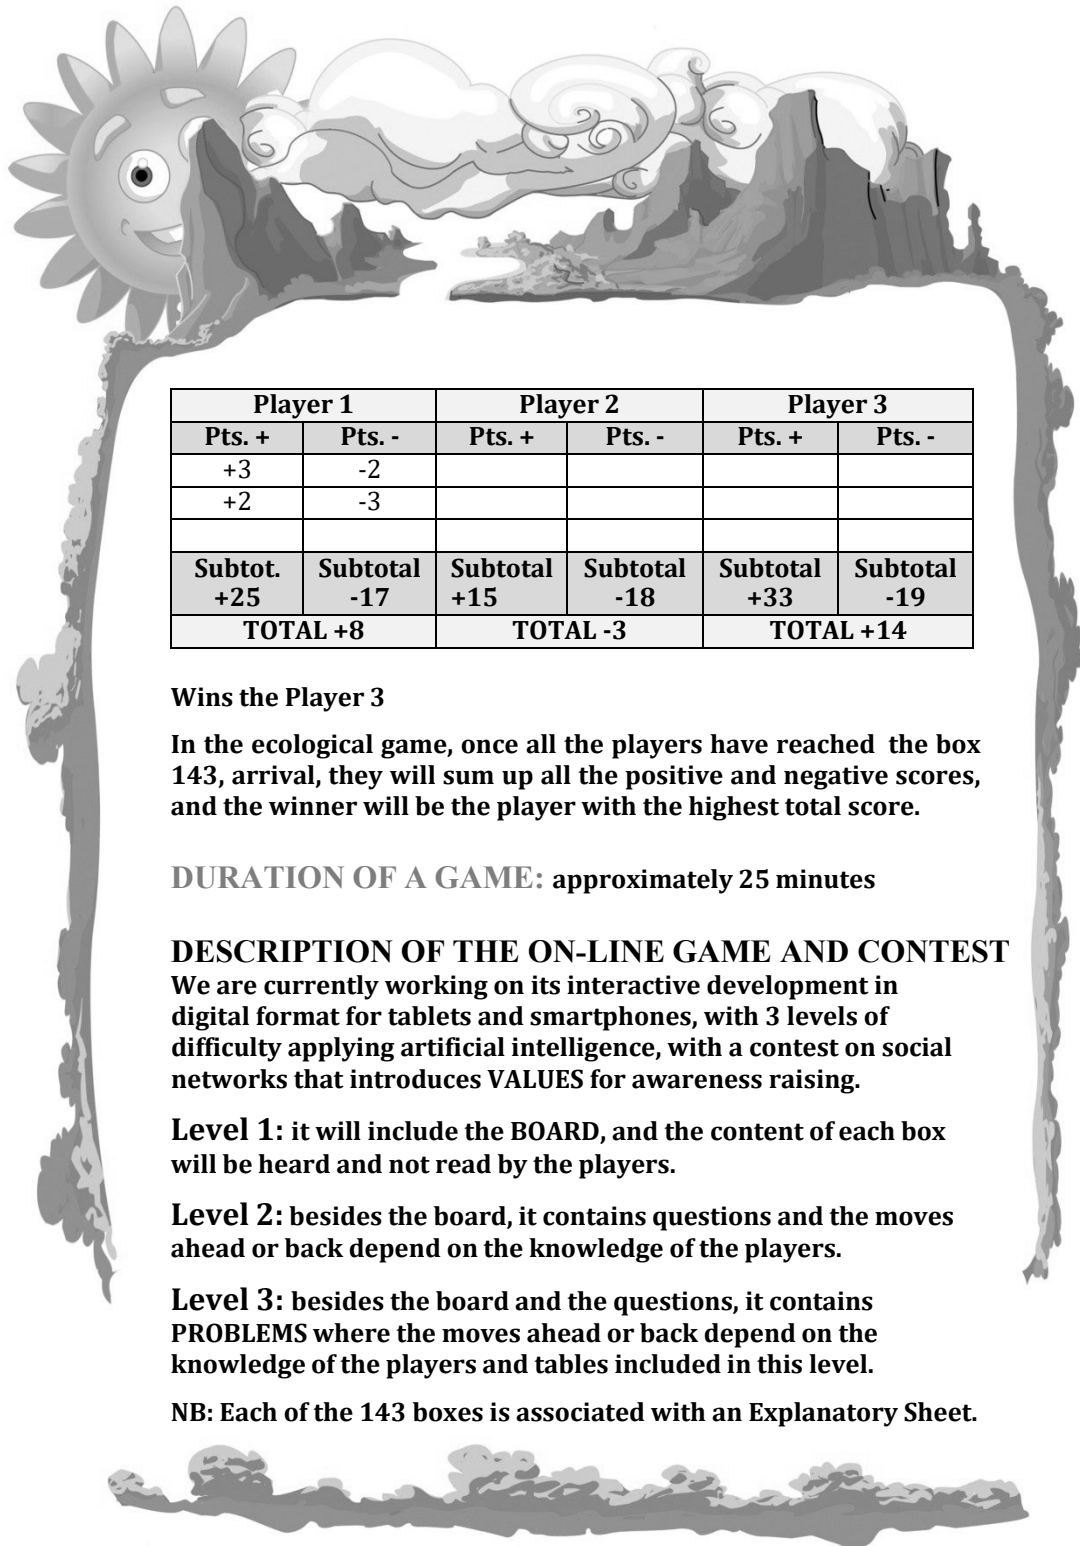 Player 1 Player 2 Player 3
Pts. + Pts. - Pts. + Pts. - Pts. + Pts. -
+3 -2
+2 -3
Subtot. Subtotal Subtotal Subtotal Subtotal Subtotal
+25 -17 +15 -18 +33 -19
TOTAL +8 TOTAL -3 TOTAL +14
Wins the Player 3
In the ecological game, once all the players have reached the box
143, arrival, they will sum up all the positive and negative scores,
and the winner will be the player with the highest total score.
DURATION OF A GAME: approximately 25 minutes
DESCRIPTION OF THE ON-LINE GAME AND CONTEST
We are currently working on its interactive development in
digital format for tablets and smartphones, with 3 levels of
difficulty applying artificial intelligence, with a contest on social
networks that introduces VALUES for awareness raising.
Level 1: it will include the BOARD, and the content of each box
will be heard and not read by the players.
Level 2: besides the board, it contains questions and the moves
ahead or back depend on the knowledge of the players.
Level 3: besides the board and the questions, it contains
PROBLEMS where the moves ahead or back depend on the
knowledge of the players and tables included in this level.
NB: Each of the 143 boxes is associated with an Explanatory Sheet.